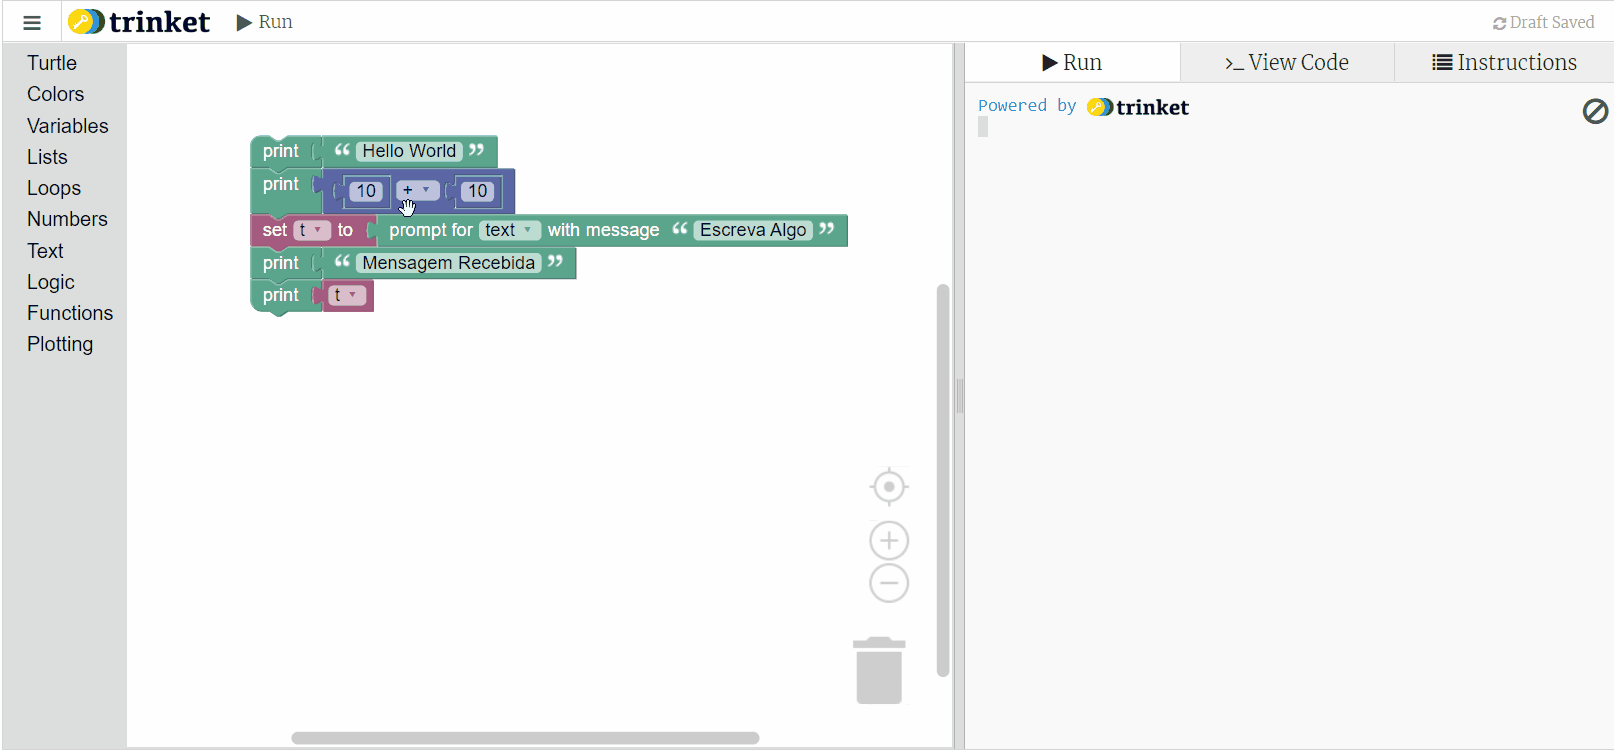 trinket Run Draft Saved
Turtle
Colors
Variables
Lists
Loops
Numbers
Text
Logic
Functions
Plotting
print “ Hello World ”
print 10 + 10
set t to prompt for text with message “ Escreva Algo ”
print “ Mensagem Recebida ”
print t
Run >_ View Code Instructions
Powered by trinket